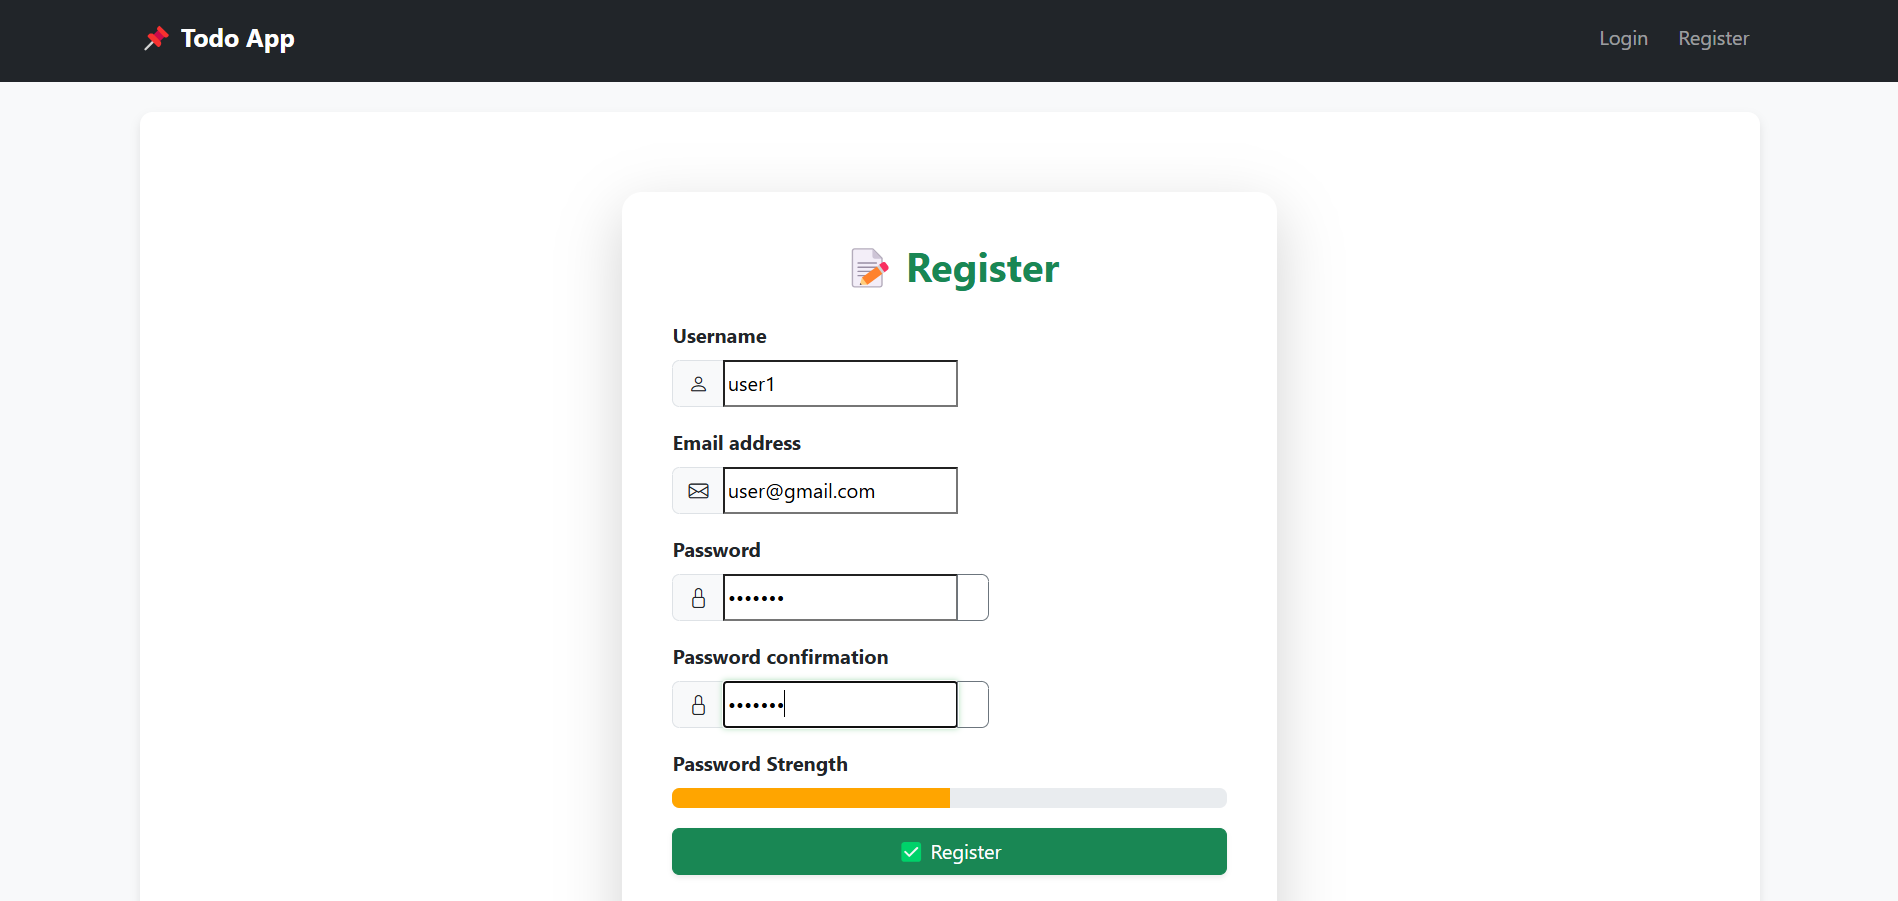 Todo App
Login Register
Register
Username
user1
Email address
user@gmail.com
Password
•••••••
Password confirmation
•••••••
Password Strength
Register